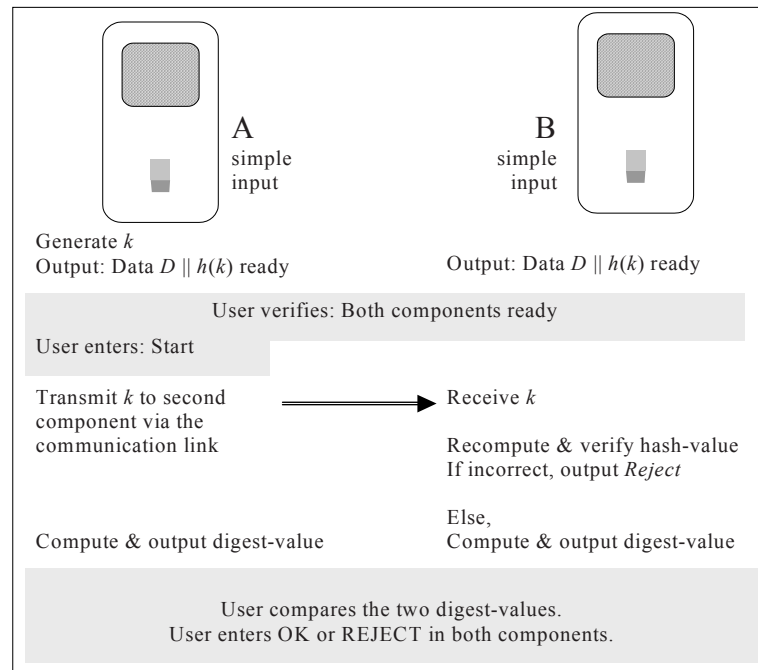 A
simple
input
B
simple
input
Generate k
Output: Data D || h(k) ready
Output: Data D || h(k) ready
User verifies: Both components ready
User enters: Start
Transmit k to second
component via the
communication link
Receive k
Recompute & verify hash-value
If incorrect, output Reject
Else,
Compute & output digest-value
Compute & output digest-value
User compares the two digest-values.
User enters OK or REJECT in both components.